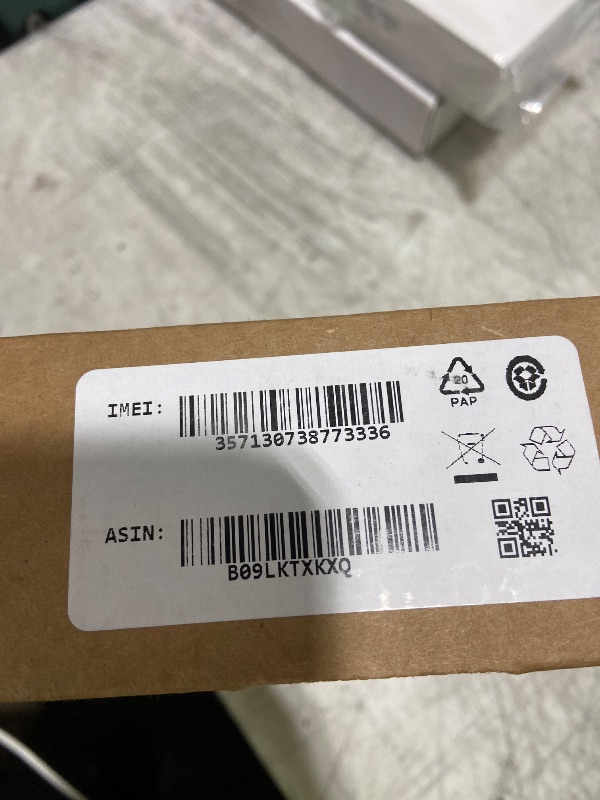 IMEI:
357130738773336
20
PAP
ASIN:
B09LKTXKXQ